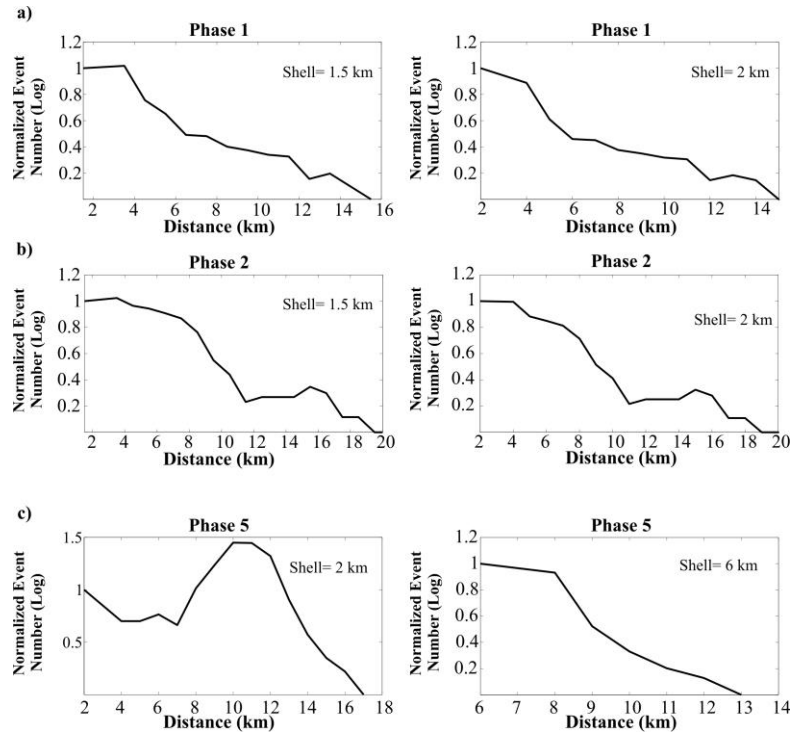 a)
Phase 1
Normalized Event
Number (Log)
1.2
1
0.8
0.6
0.4
0.2
Shell= 1.5 km
2 4 6 8 10 12 14 16
Distance (km)
Phase 1
Normalized Event
Number (Log)
1.2
1
0.8
0.6
0.4
0.2
Shell= 2 km
2 4 6 8 10 12 14
Distance (km)
b)
Phase 2
Normalized Event
Number (Log)
1.2
1
0.8
0.6
0.4
0.2
Shell= 1.5 km
2 4 6 8 10 12 14 16 18 20
Distance (km)
Phase 2
Normalized Event
Number (Log)
1.2
1
0.8
0.6
0.4
0.2
Shell= 2 km
2 4 6 8 10 12 14 16 18 20
Distance (km)
c)
Phase 5
Normalized Event
Number (Log)
1.5
1
0.5
Shell= 2 km
2 4 6 8 10 12 14 16 18
Distance (km)
Phase 5
Normalized Event
Number (Log)
1.2
1
0.8
0.6
0.4
0.2
Shell= 6 km
6 7 8 9 10 11 12 13 14
Distance (km)